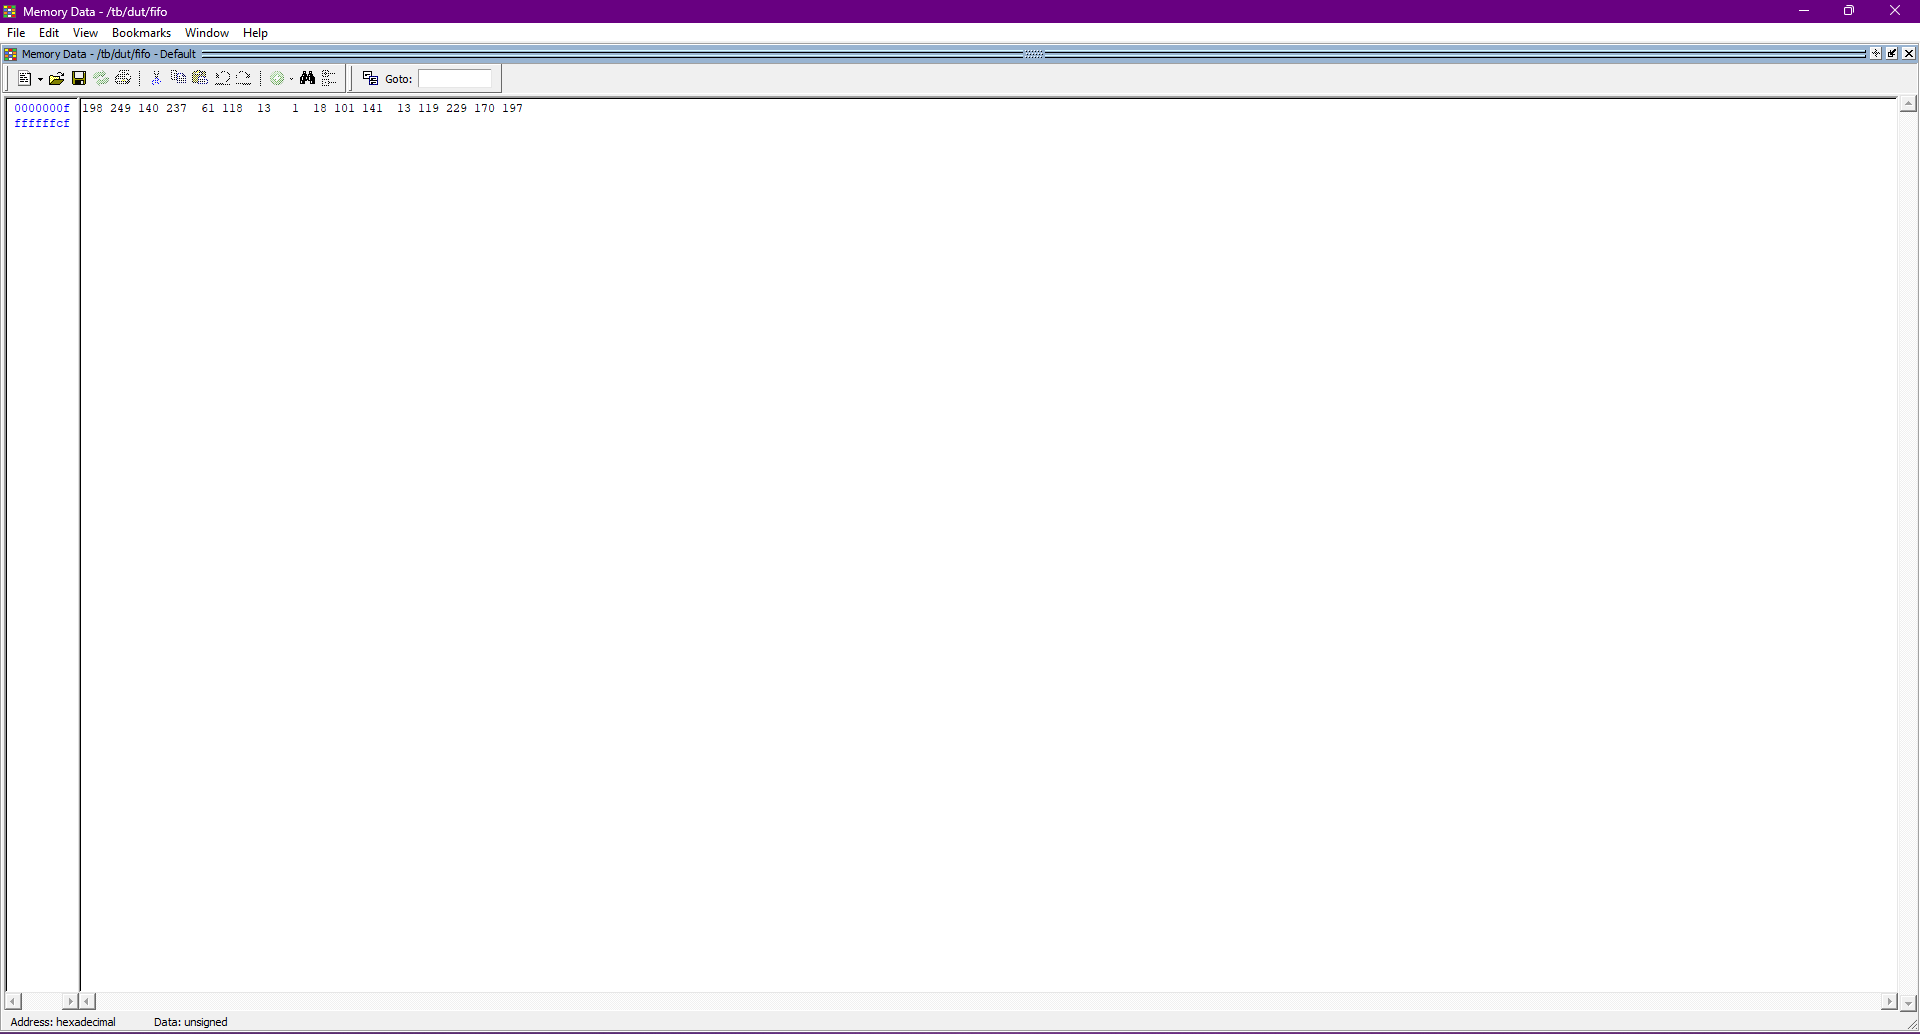 Memory Data - /tb/dut/fifo
File Edit View Bookmarks Window Help
Memory Data - /tb/dut/fifo - Default
Goto:
0000000f 198 249 140 237 61 118 13 1 18 101 141 13 119 229 170 197
ffffffcf
Address: hexadecimal Data: unsigned